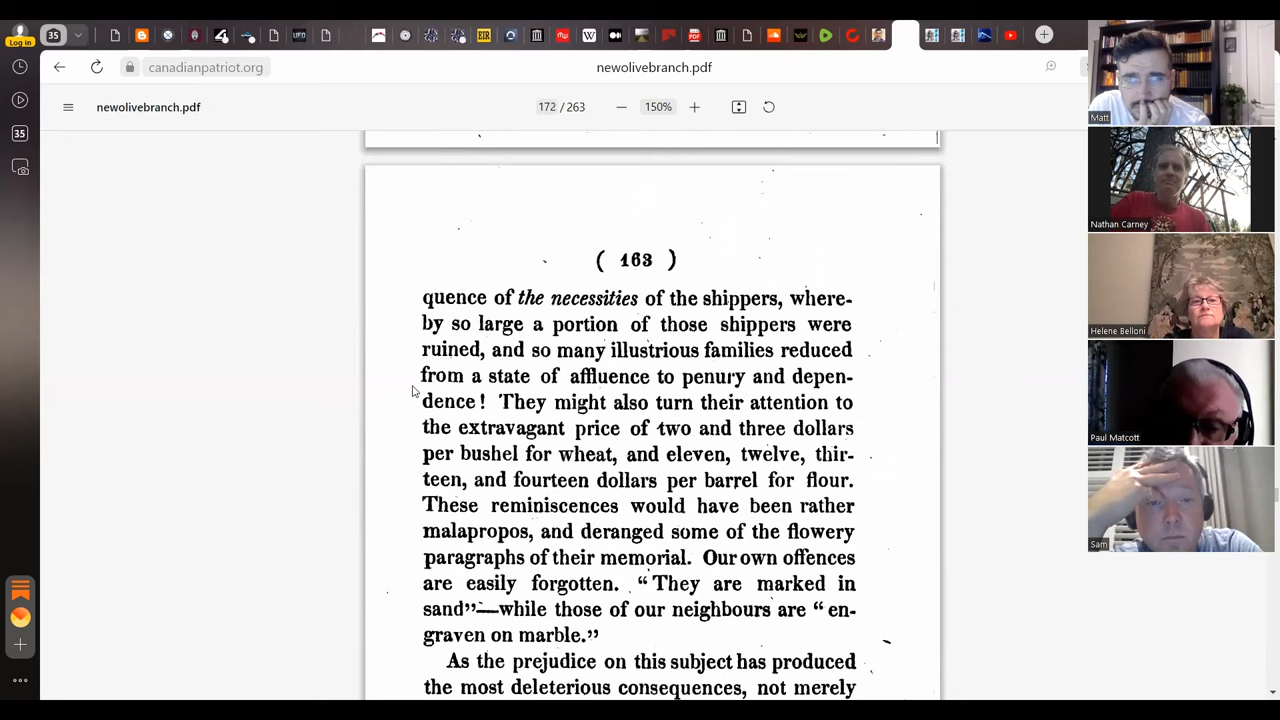 35
Log in
EIR
UFO
W
canadianpatriot.org
newolivebranch.pdf
newolivebranch.pdf
172 / 263
150%
35
( 163 )
quence of the necessities of the shippers, where-
by so large a portion of those shippers were
ruined, and so many illustrious families reduced
from a state of affluence to penury and depen-
dence! They might also turn their attention to
the extravagant price of two and three dollars
per bushel for wheat, and eleven, twelve, thir-
teen, and fourteen dollars per barrel for flour.
These reminiscences would have been rather
malapropos, and deranged some of the flowery
paragraphs of their memorial. Our own offences
are easily forgotten. "They are marked in
sand"—while those of our neighbours are "en-
graven on marble."
As the prejudice on this subject has produced
the most deleterious consequences, not merely
Matt
Nathan Carney
Helene Belloni
Paul Matcott
Sam